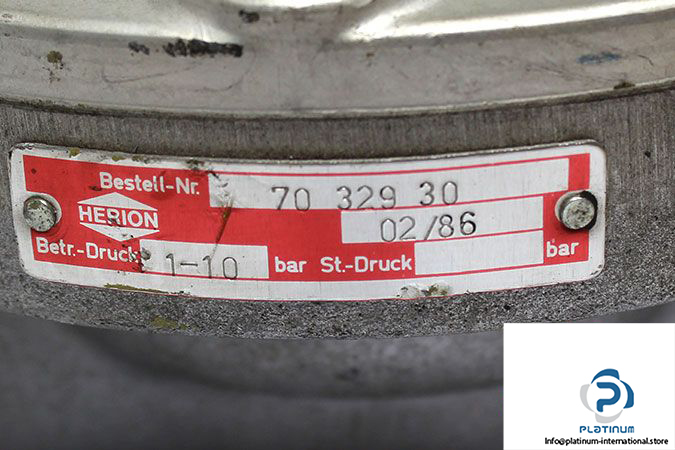 Bestell-Nr. 70 329 30
HERION 02/86
Betr.-Druck 1-10 bar St.-Druck bar
PLATINUM
Info@platinum-international.store